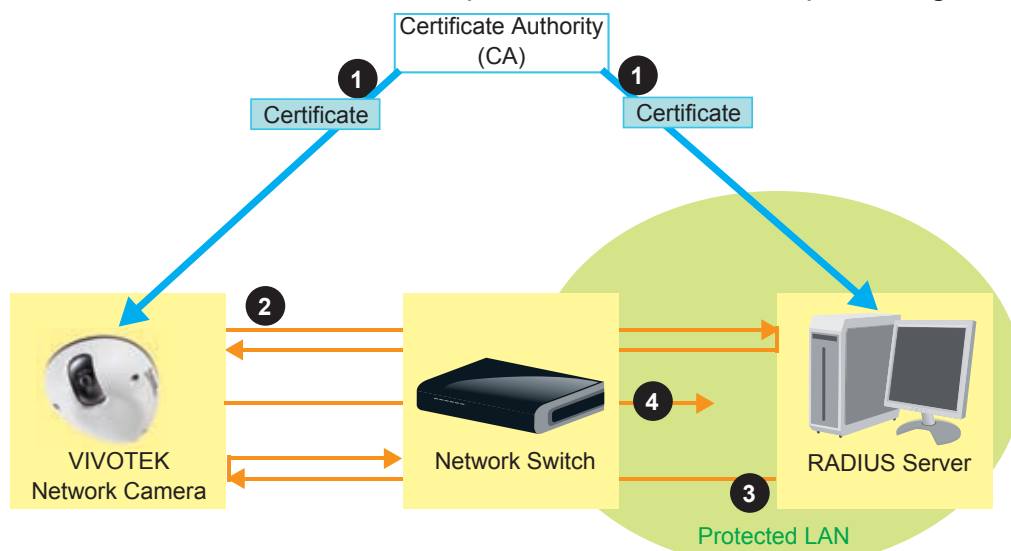 Certificate Authority
(CA)
1
1
Certificate
Certificate
2
4
VIVOTEK
Network Camera
Network Switch
RADIUS Server
3
Protected LAN